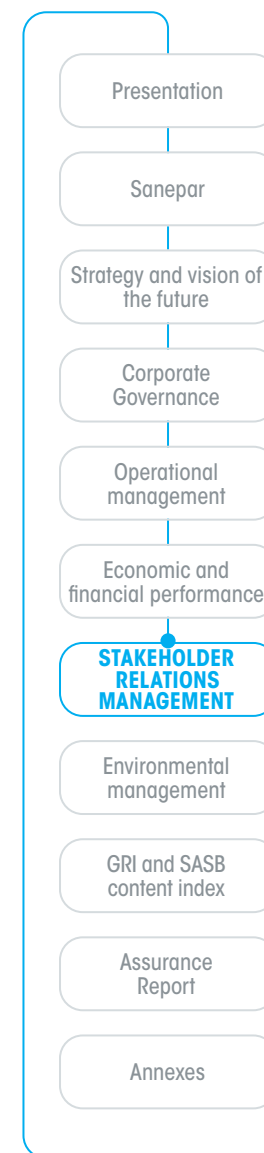 Presentation
Sanepar
Strategy and vision of
the future
Corporate
Governance
Operational
management
Economic and
financial performance
STAKEHOLDER
RELATIONS
MANAGEMENT
Environmental
management
GRI and SASB
content index
Assurance
Report
Annexes